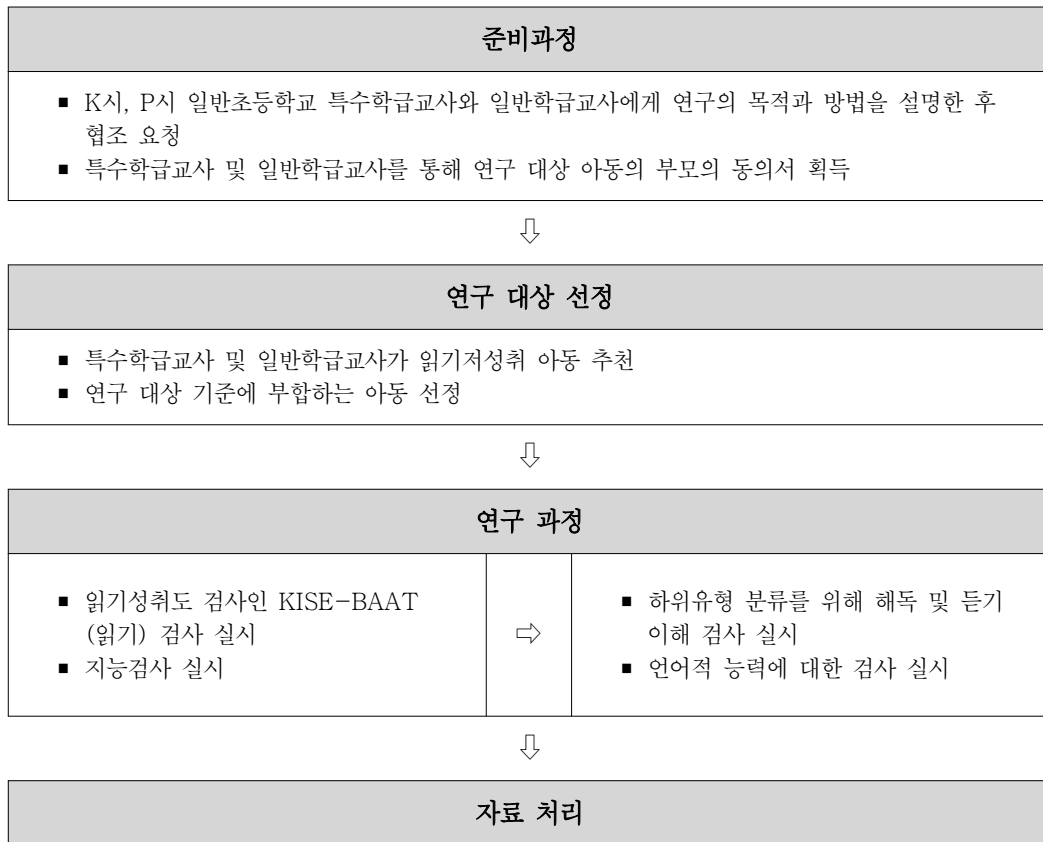 준비과정
▪ K시, P시 일반초등학교 특수학급교사와 일반학급교사에게 연구의 목적과 방법을 설명한 후
협조 요청
▪ 특수학급교사 및 일반학급교사를 통해 연구 대상 아동의 부모의 동의서 획득
⇩
연구 대상 선정
▪ 특수학급교사 및 일반학급교사가 읽기저성취 아동 추천
▪ 연구 대상 기준에 부합하는 아동 선정
⇩
연구 과정
▪ 읽기성취도 검사인 KISE-BAAT
(읽기) 검사 실시
▪ 지능검사 실시
⇨
▪ 하위유형 분류를 위해 해독 및 듣기
이해 검사 실시
▪ 언어적 능력에 대한 검사 실시
⇩
자료 처리